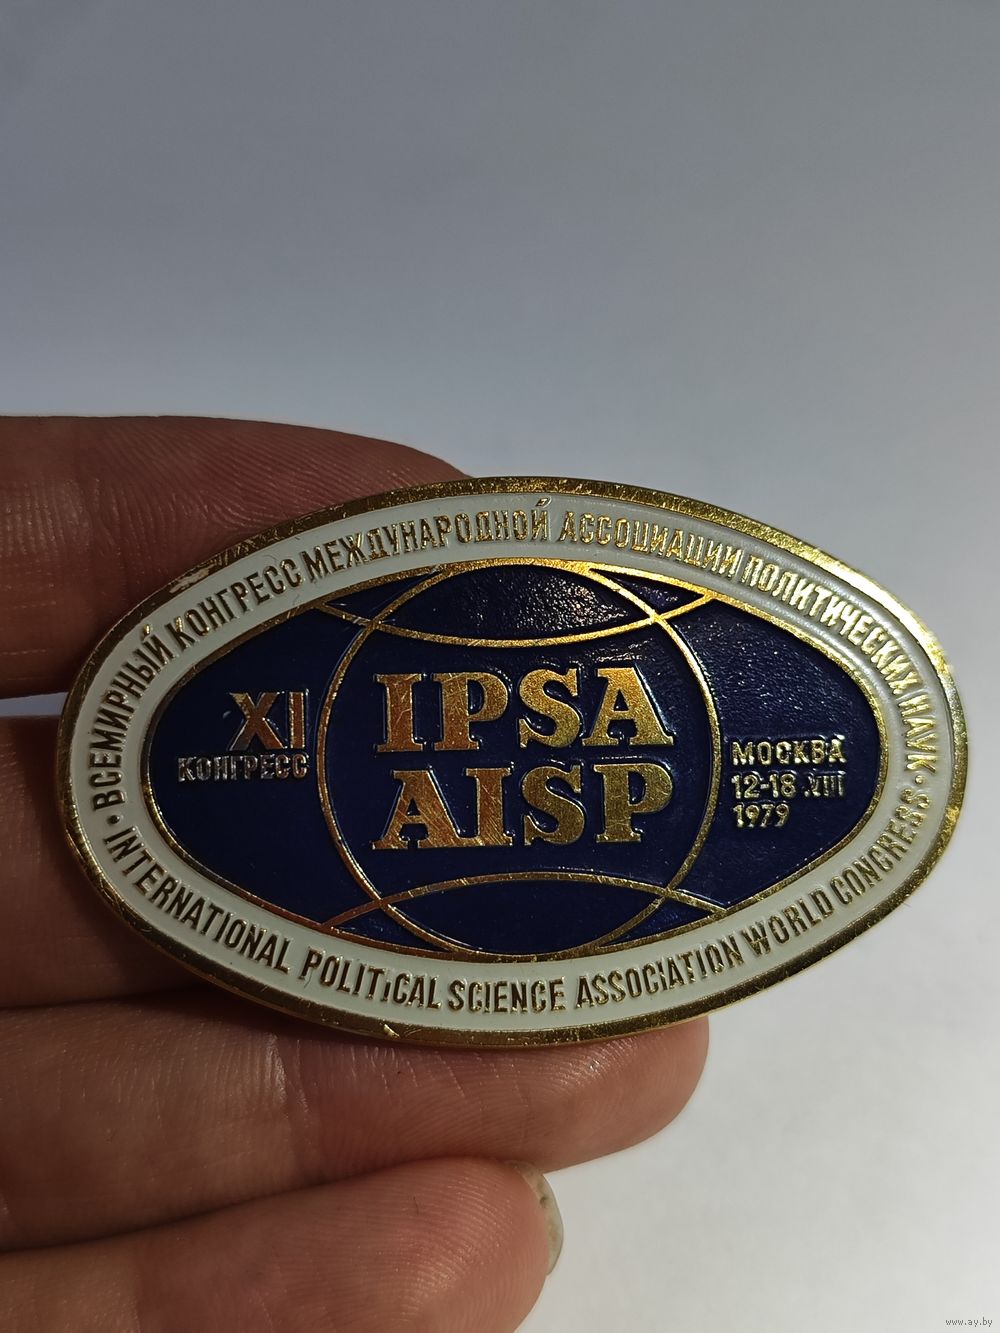 ВСЕМИРНЫЙ КОНГРЕСС МЕЖДУНАРОДНОЙ АССОЦИАЦИИ ПОЛИТИЧЕСКИХ НАУК
XI
КОНГРЕСС
IPSA
AISP
МОСКВА
12-18 VIII
1979
INTERNATIONAL POLITICAL SCIENCE ASSOCIATION WORLD CONGRESS
www.ay.by